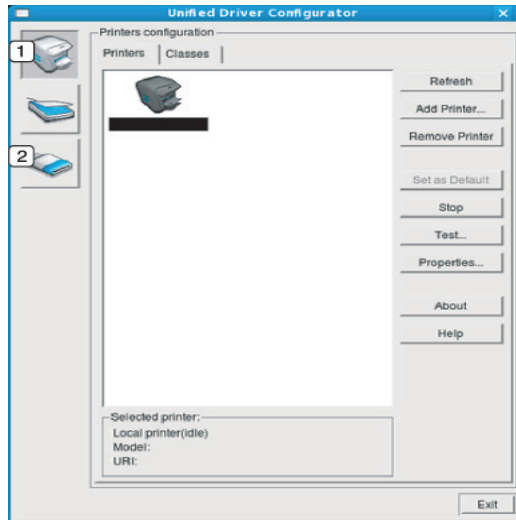 Unified Driver Configurator
Printers configuration
1
Printers
Classes
2
Refresh
Add Printer...
Remove Printer
Set as Default
Stop
Test...
Properties...
About
Help
Selected printer:
Local printer(idle)
Model:
URI:
Exit